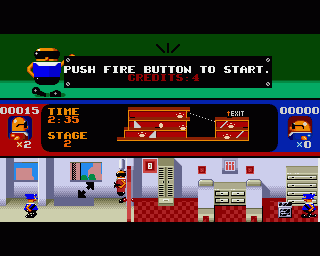 PUSH FIRE BUTTON TO START.
CREDITS:4
00015 TIME 2:35 ↑EXIT 00000
STAGE 2
×2 ×0